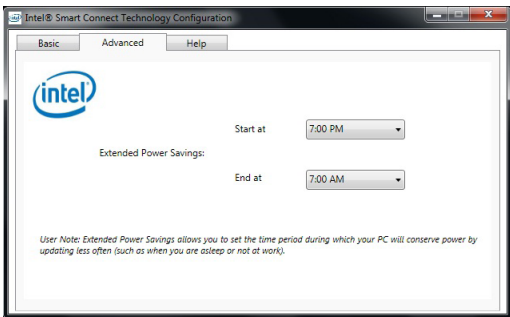 Intel® Smart Connect Technology Configuration
Basic Advanced Help
intel
Start at 7:00 PM
Extended Power Savings:
End at 7:00 AM
User Note: Extended Power Savings allows you to set the time period during which your PC will conserve power by
updating less often (such as when you are asleep or not at work).